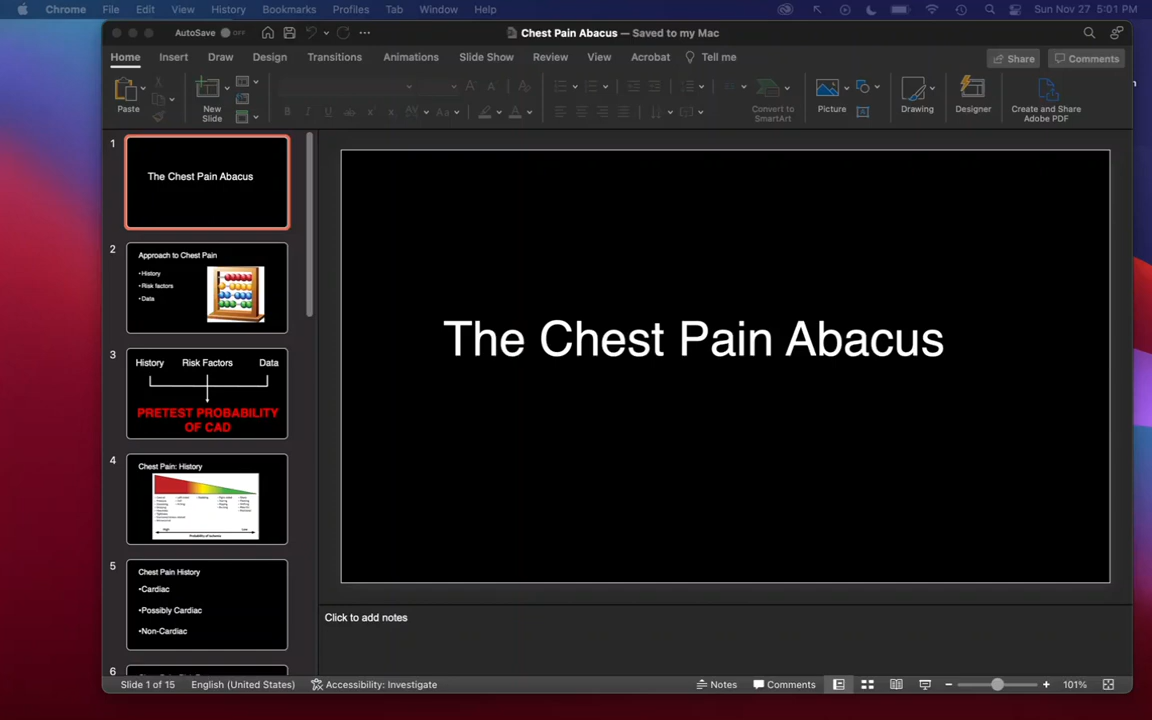 Chrome File Edit View History Bookmarks Profiles Tab Window Help Sun Nov 27 5:01 PM
AutoSave OFF Chest Pain Abacus — Saved to my Mac
Home Insert Draw Design Transitions Animations Slide Show Review View Acrobat Tell me Share Comments
Paste New Slide Convert to SmartArt Picture Drawing Designer Create and Share Adobe PDF
1
The Chest Pain Abacus
2
Approach to Chest Pain
•History
•Risk factors
•Data
3
History Risk Factors Data
PRETEST PROBABILITY
OF CAD
4
Chest Pain: History
High Low
Probability of Ischemia
5
Chest Pain History
•Cardiac
•Possibly Cardiac
•Non-Cardiac
6
The Chest Pain Abacus
Click to add notes
Slide 1 of 15 English (United States) Accessibility: Investigate Notes Comments 101%